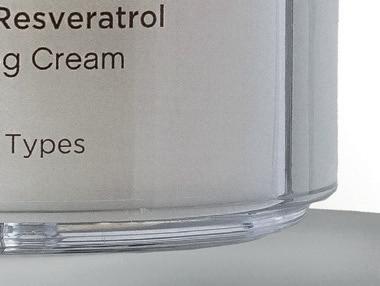 Resveratrol
g Cream
Types